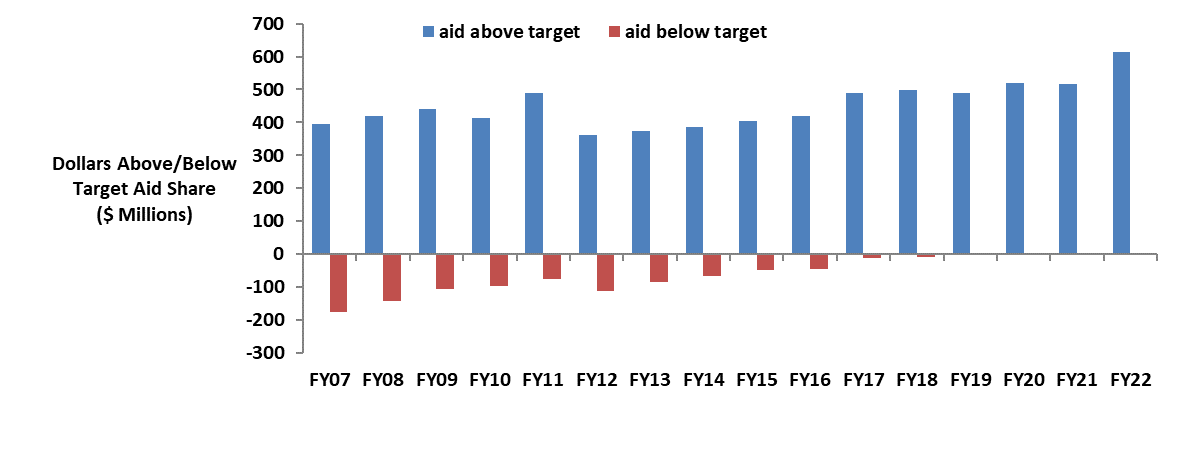 aid above target
aid below target
700
600
500
400
300
200
100
0
-100
-200
-300
Dollars Above/Below
Target Aid Share
($ Millions)
FY07 FY08 FY09 FY10 FY11 FY12 FY13 FY14 FY15 FY16 FY17 FY18 FY19 FY20 FY21 FY22